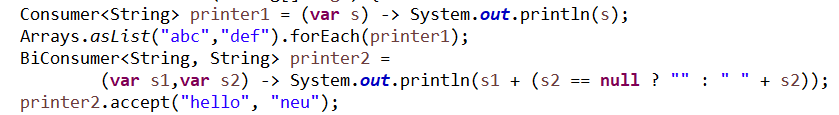 Consumer<String> printer1 = (var s) -> System.out.println(s);
Arrays.asList("abc","def").forEach(printer1);
BiConsumer<String, String> printer2 =
(var s1,var s2) -> System.out.println(s1 + (s2 == null ? "" : " " + s2));
printer2.accept("hello", "neu");